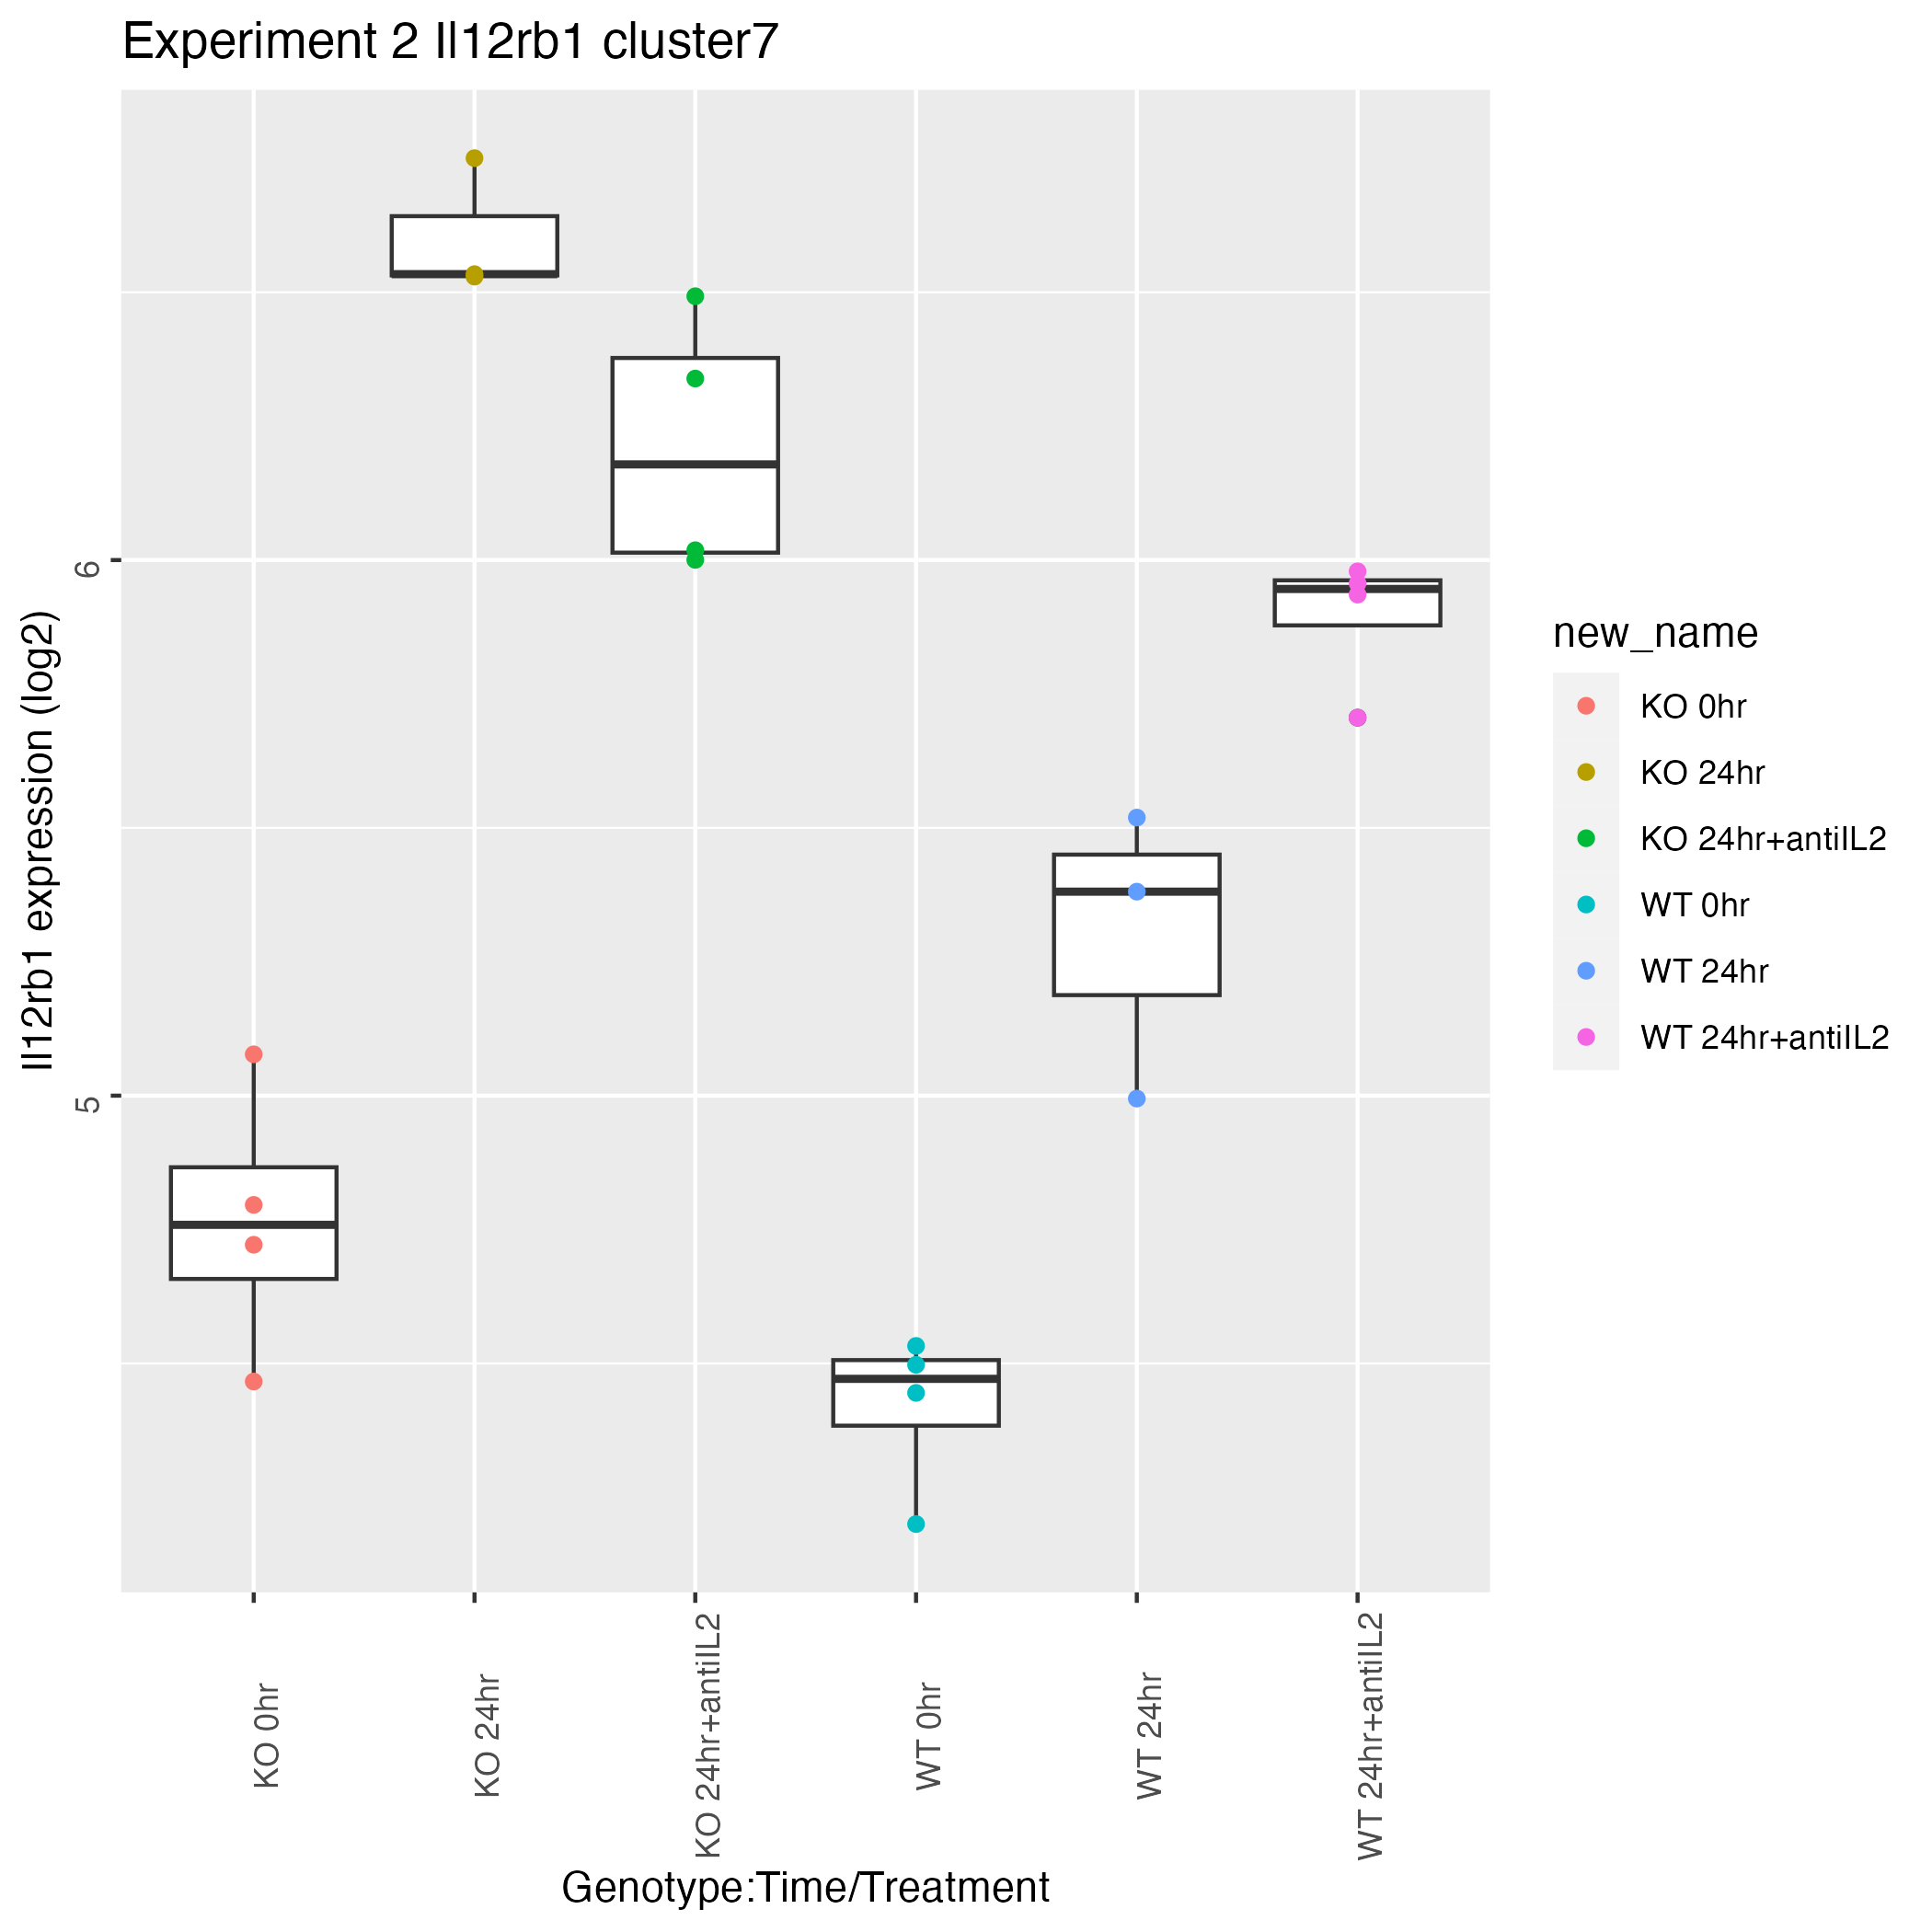 Experiment 2 Il12rb1 cluster7
Il12rb1 expression (log2)
6
5
KO 0hr
KO 24hr
KO 24hr+antiIL2
WT 0hr
WT 24hr
WT 24hr+antiIL2
Genotype:Time/Treatment
new_name
KO 0hr
KO 24hr
KO 24hr+antiIL2
WT 0hr
WT 24hr
WT 24hr+antiIL2